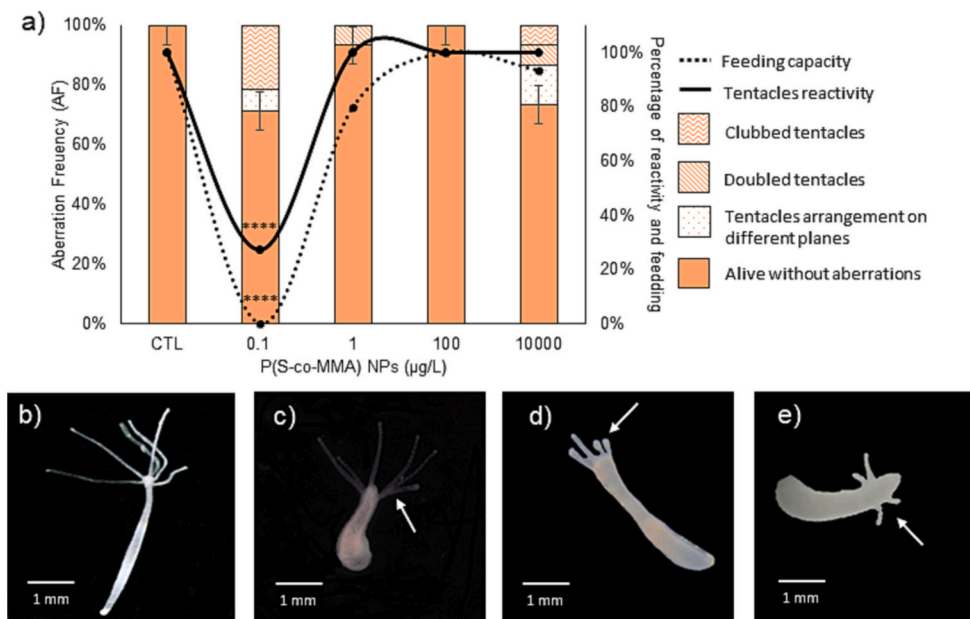 a)
100%
80%
60%
40%
20%
0%
Aberration Freuency (AF)
****
****
CTL 0.1 1 100 10000
P(S-co-MMA) NPs (µg/L)
100%
80%
60%
40%
20%
0%
Percentage of reactivity and feedding
Feeding capacity
Tentacles reactivity
Clubbed tentacles
Doubled tentacles
Tentacles arrangement on
different planes
Alive without aberrations
b)
1 mm
c)
1 mm
d)
1 mm
e)
1 mm